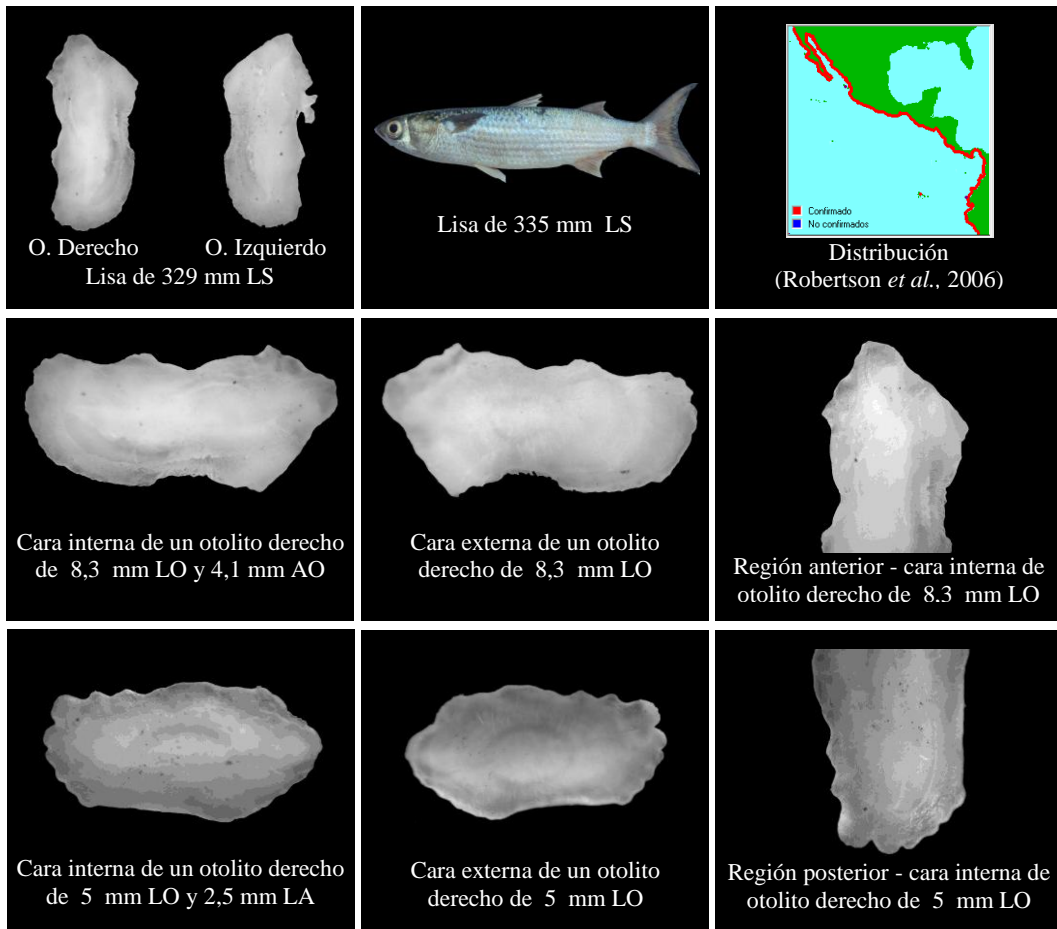 O. Derecho
O. Izquierdo
Lisa de 329 mm LS
Lisa de 335 mm LS
Confirmado
No confirmados
Distribución
(Robertson et al., 2006)
Cara interna de un otolito derecho
de 8,3 mm LO y 4,1 mm AO
Cara externa de un otolito
derecho de 8,3 mm LO
Región anterior - cara interna de
otolito derecho de 8.3 mm LO
Cara interna de un otolito derecho
de 5 mm LO y 2,5 mm LA
Cara externa de un otolito
derecho de 5 mm LO
Región posterior - cara interna de
otolito derecho de 5 mm LO